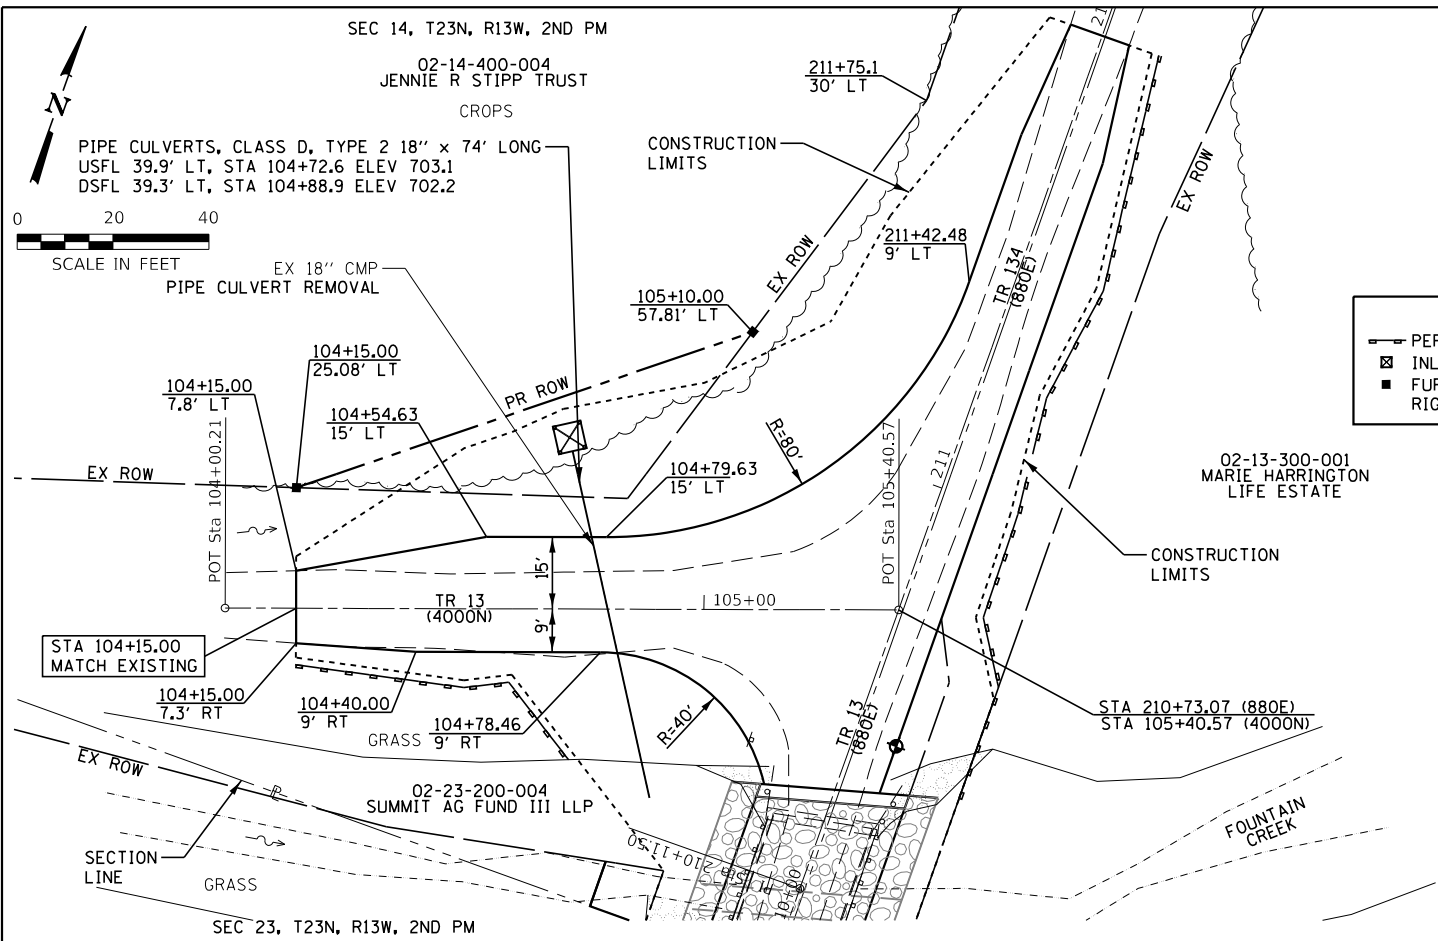 SEC 14, T23N, R13W, 2ND PM
02-14-400-004
JENNIE R STIPP TRUST
CROPS
N
PIPE CULVERTS, CLASS D, TYPE 2 18'' x 74' LONG
USFL 39.9' LT, STA 104+72.6 ELEV 703.1
DSFL 39.3' LT, STA 104+88.9 ELEV 702.2
0 20 40
SCALE IN FEET
EX 18'' CMP
PIPE CULVERT REMOVAL
CONSTRUCTION
LIMITS
211+75.1
30' LT
EX ROW
EX ROW
211+42.48
9' LT
TR 134
(880E)
105+10.00
57.81' LT
104+15.00
25.08' LT
104+15.00
7.8' LT
104+54.63
15' LT
PR ROW
104+79.63
15' LT
R=80'
EX ROW
POT Sta 104+00.21
POT Sta 105+40.57
211
02-13-300-001
MARIE HARRINGTON
LIFE ESTATE
CONSTRUCTION
LIMITS
15'
9'
TR 13
(4000N)
105+00
STA 104+15.00
MATCH EXISTING
104+15.00
7.3' RT
104+40.00
9' RT
GRASS
104+78.46
9' RT
R=40'
TR 13
(880E)
STA 210+73.07 (880E)
STA 105+40.57 (4000N)
EX ROW
02-23-200-004
SUMMIT AG FUND III LLP
FOUNTAIN
CREEK
SECTION
LINE
GRASS
210+11.50
10+00
SEC 23, T23N, R13W, 2ND PM